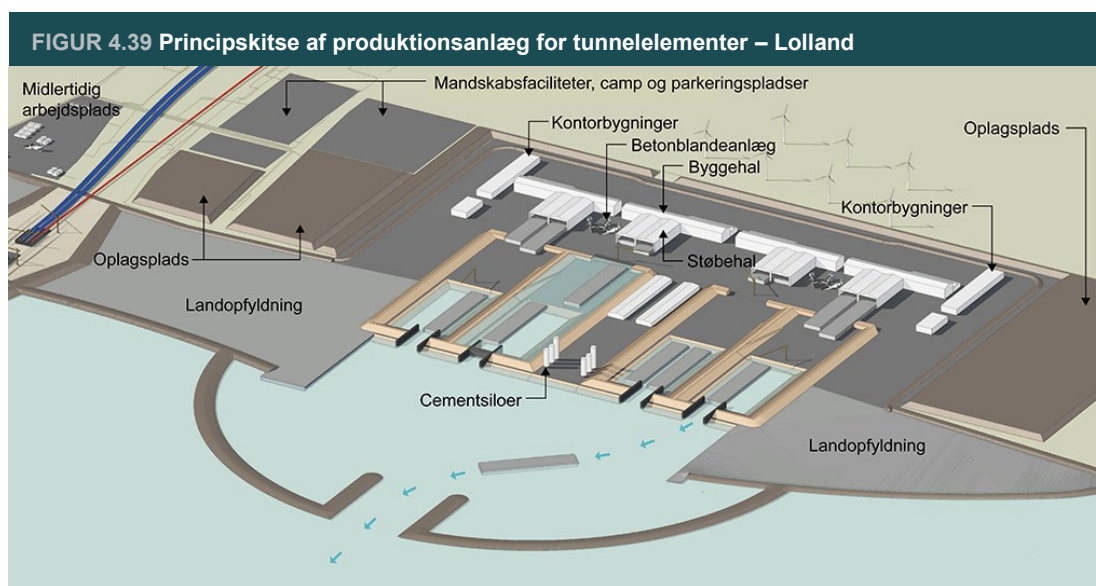 FIGUR 4.39 Principskitse af produktionsanlæg for tunnelelementer – Lolland
Midlertidig
arbejdsplads
Mandskabsfaciliteter, camp og parkeringspladser
Kontorbygninger
Oplagsplads
Betonblandeanlæg
Byggehal
Kontorbygninger
Oplagsplads
Støbehal
Landopfyldning
Cementsiloer
Landopfyldning